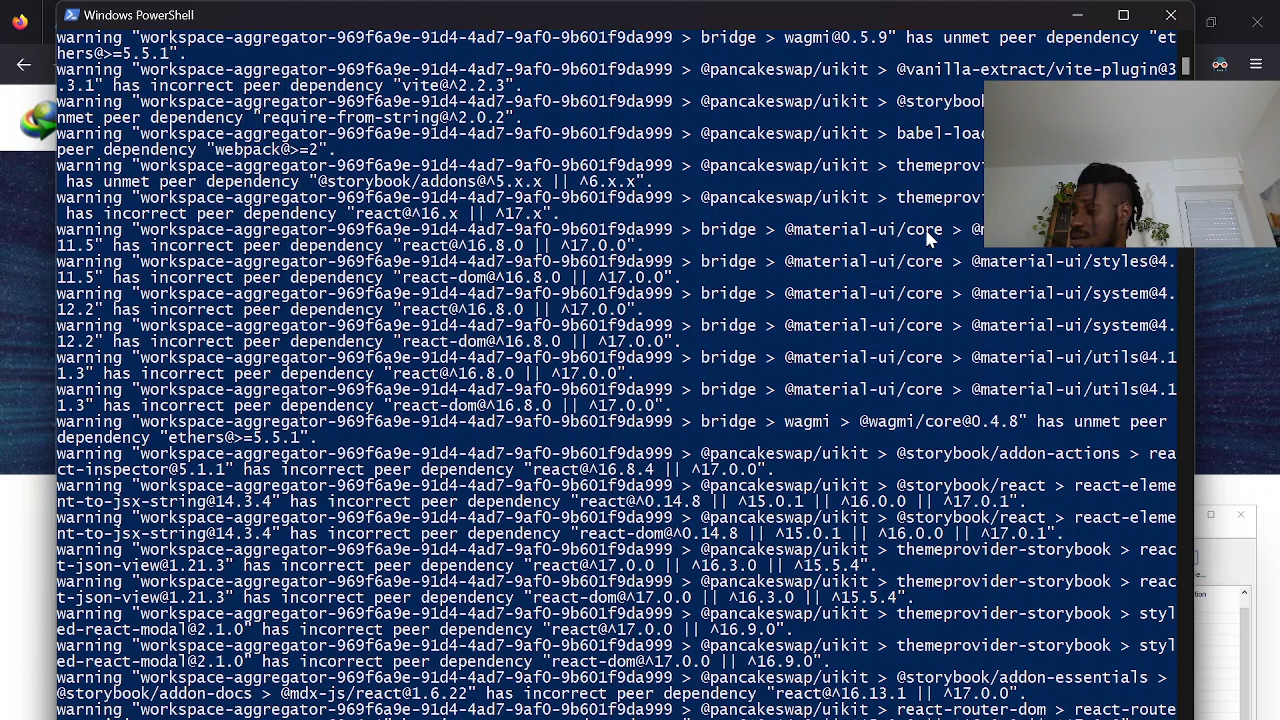 Windows PowerShell
warning "workspace-aggregator-969f6a9e-91d4-4ad7-9af0-9b601f9da999 > bridge > wagmi@0.5.9" has unmet peer dependency "et
hers@>=5.5.1".
warning "workspace-aggregator-969f6a9e-91d4-4ad7-9af0-9b601f9da999 > @pancakeswap/uikit > @vanilla-extract/vite-plugin@3
.3.1" has incorrect peer dependency "vite@^2.2.3".
warning "workspace-aggregator-969f6a9e-91d4-4ad7-9af0-9b601f9da999 > @pancakeswap/uikit > @storyboo
nmet peer dependency "require-from-string@^2.0.2".
warning "workspace-aggregator-969f6a9e-91d4-4ad7-9af0-9b601f9da999 > @pancakeswap/uikit > babel-loa
peer dependency "webpack@>=2".
warning "workspace-aggregator-969f6a9e-91d4-4ad7-9af0-9b601f9da999 > @pancakeswap/uikit > themeprov
 has unmet peer dependency "@storybook/addons@^5.x.x || ^6.x.x".
warning "workspace-aggregator-969f6a9e-91d4-4ad7-9af0-9b601f9da999 > @pancakeswap/uikit > themeprov
 has incorrect peer dependency "react@^16.x || ^17.x".
warning "workspace-aggregator-969f6a9e-91d4-4ad7-9af0-9b601f9da999 > bridge > @material-ui/core >
11.5" has incorrect peer dependency "react@^16.8.0 || ^17.0.0".
warning "workspace-aggregator-969f6a9e-91d4-4ad7-9af0-9b601f9da999 > bridge > @material-ui/core > @material-ui/styles@4.
11.5" has incorrect peer dependency "react-dom@^16.8.0 || ^17.0.0".
warning "workspace-aggregator-969f6a9e-91d4-4ad7-9af0-9b601f9da999 > bridge > @material-ui/core > @material-ui/system@4.
12.2" has incorrect peer dependency "react@^16.8.0 || ^17.0.0".
warning "workspace-aggregator-969f6a9e-91d4-4ad7-9af0-9b601f9da999 > bridge > @material-ui/core > @material-ui/system@4.
12.2" has incorrect peer dependency "react-dom@^16.8.0 || ^17.0.0".
warning "workspace-aggregator-969f6a9e-91d4-4ad7-9af0-9b601f9da999 > bridge > @material-ui/core > @material-ui/utils@4.1
1.3" has incorrect peer dependency "react@^16.8.0 || ^17.0.0".
warning "workspace-aggregator-969f6a9e-91d4-4ad7-9af0-9b601f9da999 > bridge > @material-ui/core > @material-ui/utils@4.1
1.3" has incorrect peer dependency "react-dom@^16.8.0 || ^17.0.0".
warning "workspace-aggregator-969f6a9e-91d4-4ad7-9af0-9b601f9da999 > bridge > wagmi > @wagmi/core@0.4.8" has unmet peer
dependency "ethers@>=5.5.1".
warning "workspace-aggregator-969f6a9e-91d4-4ad7-9af0-9b601f9da999 > @pancakeswap/uikit > @storybook/addon-actions > rea
ct-inspector@5.1.1" has incorrect peer dependency "react@^16.8.4 || ^17.0.0".
warning "workspace-aggregator-969f6a9e-91d4-4ad7-9af0-9b601f9da999 > @pancakeswap/uikit > @storybook/react > react-eleme
nt-to-jsx-string@14.3.4" has incorrect peer dependency "react@^0.14.8 || ^15.0.1 || ^16.0.0 || ^17.0.1".
warning "workspace-aggregator-969f6a9e-91d4-4ad7-9af0-9b601f9da999 > @pancakeswap/uikit > @storybook/react > react-eleme
nt-to-jsx-string@14.3.4" has incorrect peer dependency "react-dom@^0.14.8 || ^15.0.1 || ^16.0.0 || ^17.0.1".
warning "workspace-aggregator-969f6a9e-91d4-4ad7-9af0-9b601f9da999 > @pancakeswap/uikit > themeprovider-storybook > reac
t-json-view@1.21.3" has incorrect peer dependency "react@^17.0.0 || ^16.3.0 || ^15.5.4".
warning "workspace-aggregator-969f6a9e-91d4-4ad7-9af0-9b601f9da999 > @pancakeswap/uikit > themeprovider-storybook > reac
t-json-view@1.21.3" has incorrect peer dependency "react-dom@^17.0.0 || ^16.3.0 || ^15.5.4".
warning "workspace-aggregator-969f6a9e-91d4-4ad7-9af0-9b601f9da999 > @pancakeswap/uikit > themeprovider-storybook > styl
ed-react-modal@2.1.0" has incorrect peer dependency "react@^17.0.0 || ^16.9.0".
warning "workspace-aggregator-969f6a9e-91d4-4ad7-9af0-9b601f9da999 > @pancakeswap/uikit > themeprovider-storybook > styl
ed-react-modal@2.1.0" has incorrect peer dependency "react-dom@^17.0.0 || ^16.9.0".
warning "workspace-aggregator-969f6a9e-91d4-4ad7-9af0-9b601f9da999 > @pancakeswap/uikit > @storybook/addon-essentials >
@storybook/addon-docs > @mdx-js/react@1.6.22" has incorrect peer dependency "react@^16.13.1 || ^17.0.0".
warning "workspace-aggregator-969f6a9e-91d4-4ad7-9af0-9b601f9da999 > @pancakeswap/uikit > react-router-dom > react-route